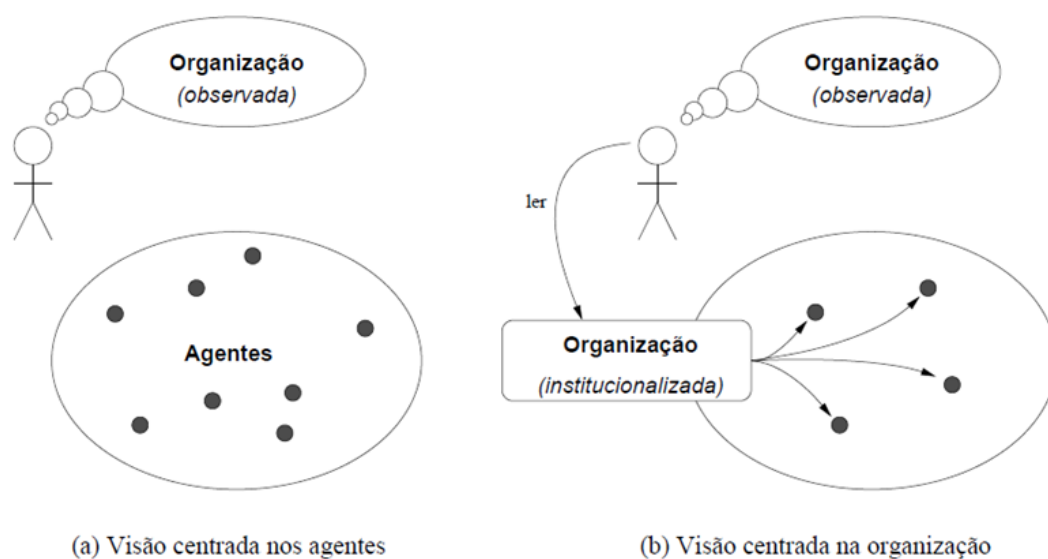 Organização
(observada)
Agentes
(a) Visão centrada nos agentes
Organização
(observada)
ler
Organização
(institucionalizada)
(b) Visão centrada na organização